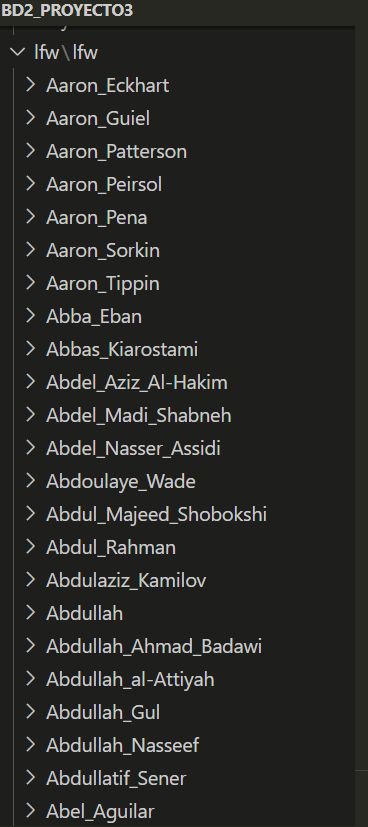 BD2_PROYECTO3
lfw\lfw
Aaron_Eckhart
Aaron_Guiel
Aaron_Patterson
Aaron_Peirsol
Aaron_Pena
Aaron_Sorkin
Aaron_Tippin
Abba_Eban
Abbas_Kiarostami
Abdel_Aziz_Al-Hakim
Abdel_Madi_Shabneh
Abdel_Nasser_Assidi
Abdoulaye_Wade
Abdul_Majeed_Shobokshi
Abdul_Rahman
Abdulaziz_Kamilov
Abdullah
Abdullah_Ahmad_Badawi
Abdullah_al-Attiyah
Abdullah_Gul
Abdullah_Nasseef
Abdullatif_Sener
Abel_Aguilar